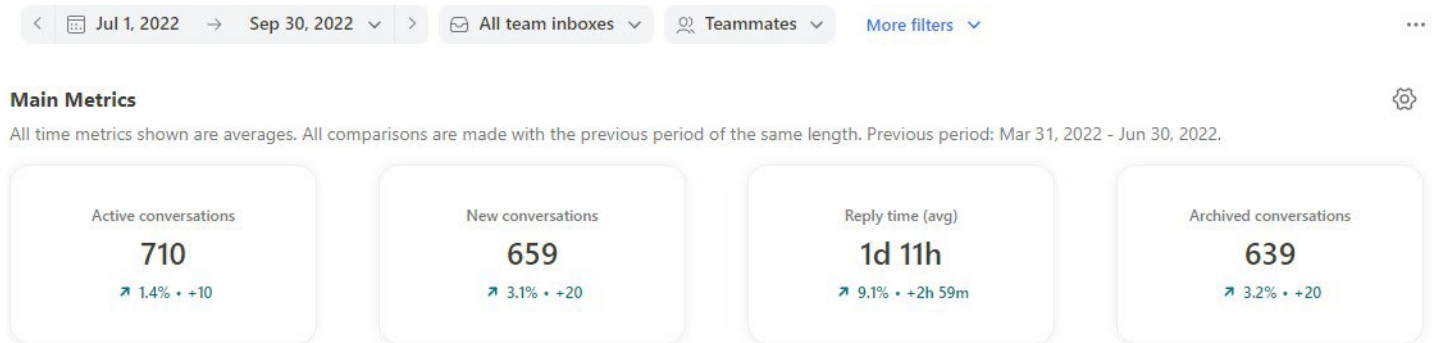 Jul 1, 2022 → Sep 30, 2022 All team inboxes Teammates More filters
Main Metrics
All time metrics shown are averages. All comparisons are made with the previous period of the same length. Previous period: Mar 31, 2022 - Jun 30, 2022.
Active conversations
710
↗ 1.4% • +10
New conversations
659
↗ 3.1% • +20
Reply time (avg)
1d 11h
↗ 9.1% • +2h 59m
Archived conversations
639
↗ 3.2% • +20